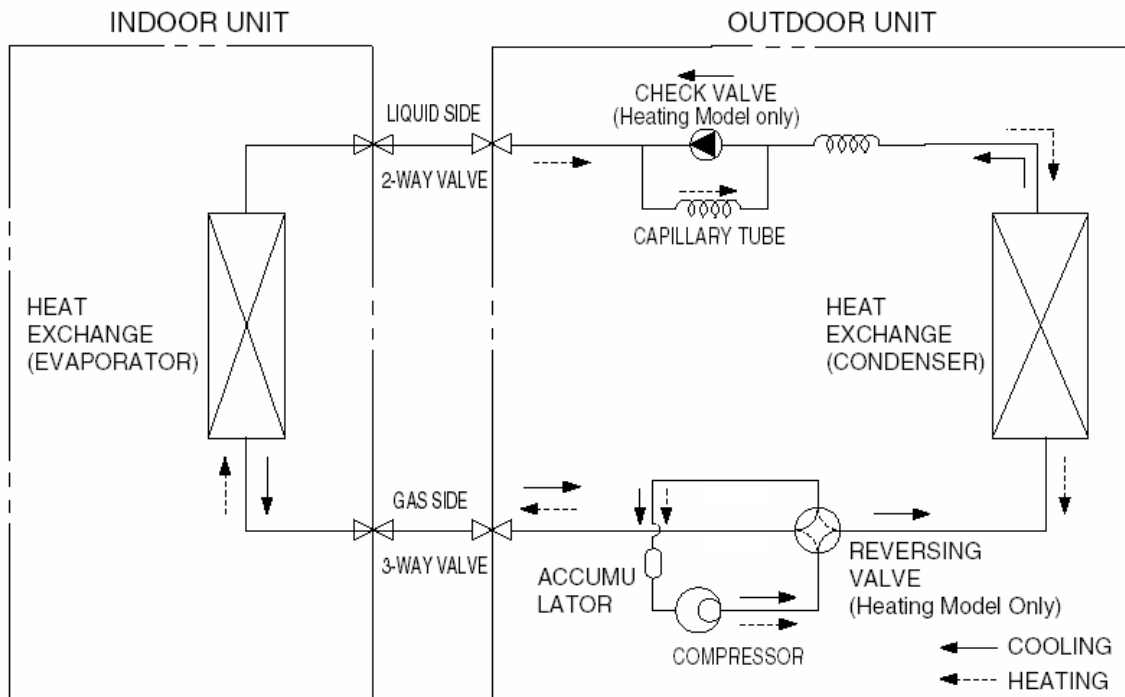 INDOOR UNIT
OUTDOOR UNIT
LIQUID SIDE
2-WAY VALVE
CHECK VALVE
(Heating Model only)
CAPILLARY TUBE
HEAT
EXCHANGE
(EVAPORATOR)
HEAT
EXCHANGE
(CONDENSER)
GAS SIDE
3-WAY VALVE
ACCUMU
LATOR
COMPRESSOR
REVERSING
VALVE
(Heating Model Only)
COOLING
HEATING